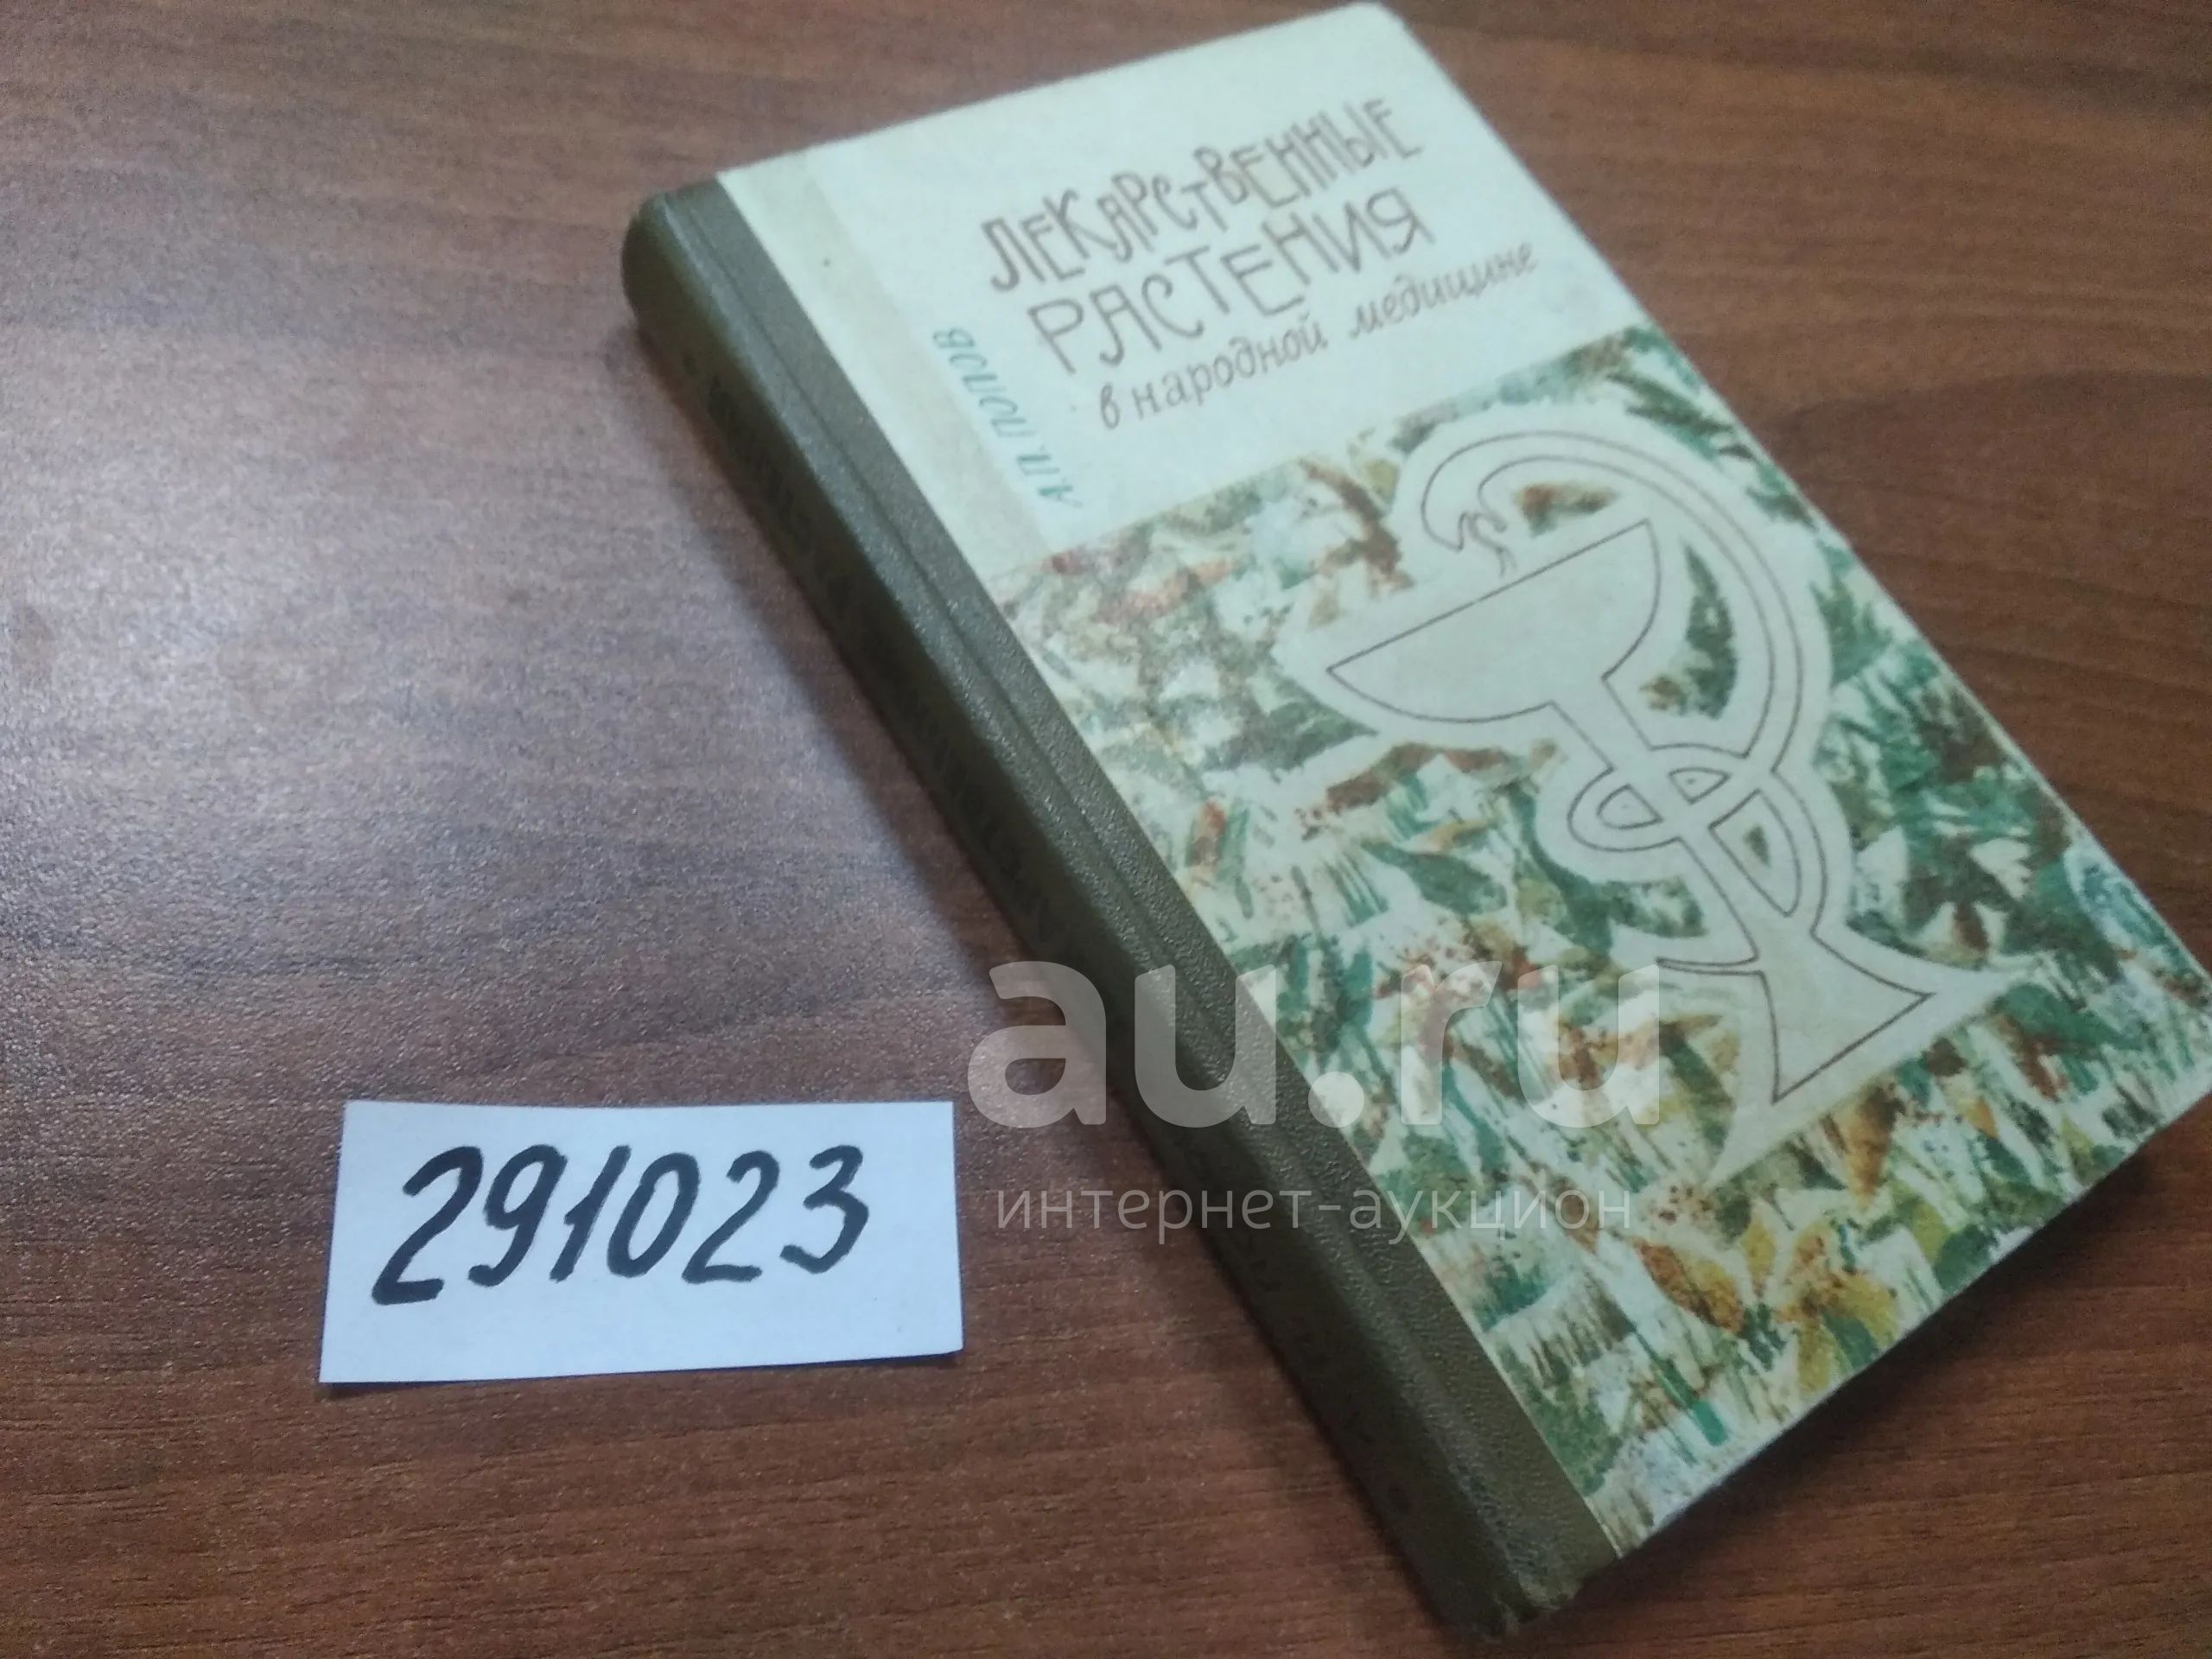 ЛЕКАРСТВЕННЫЕ
РАСТЕНИЯ
в народной медицине
А.П. ПОПОВ
291023
au.ru
интернет-аукцион